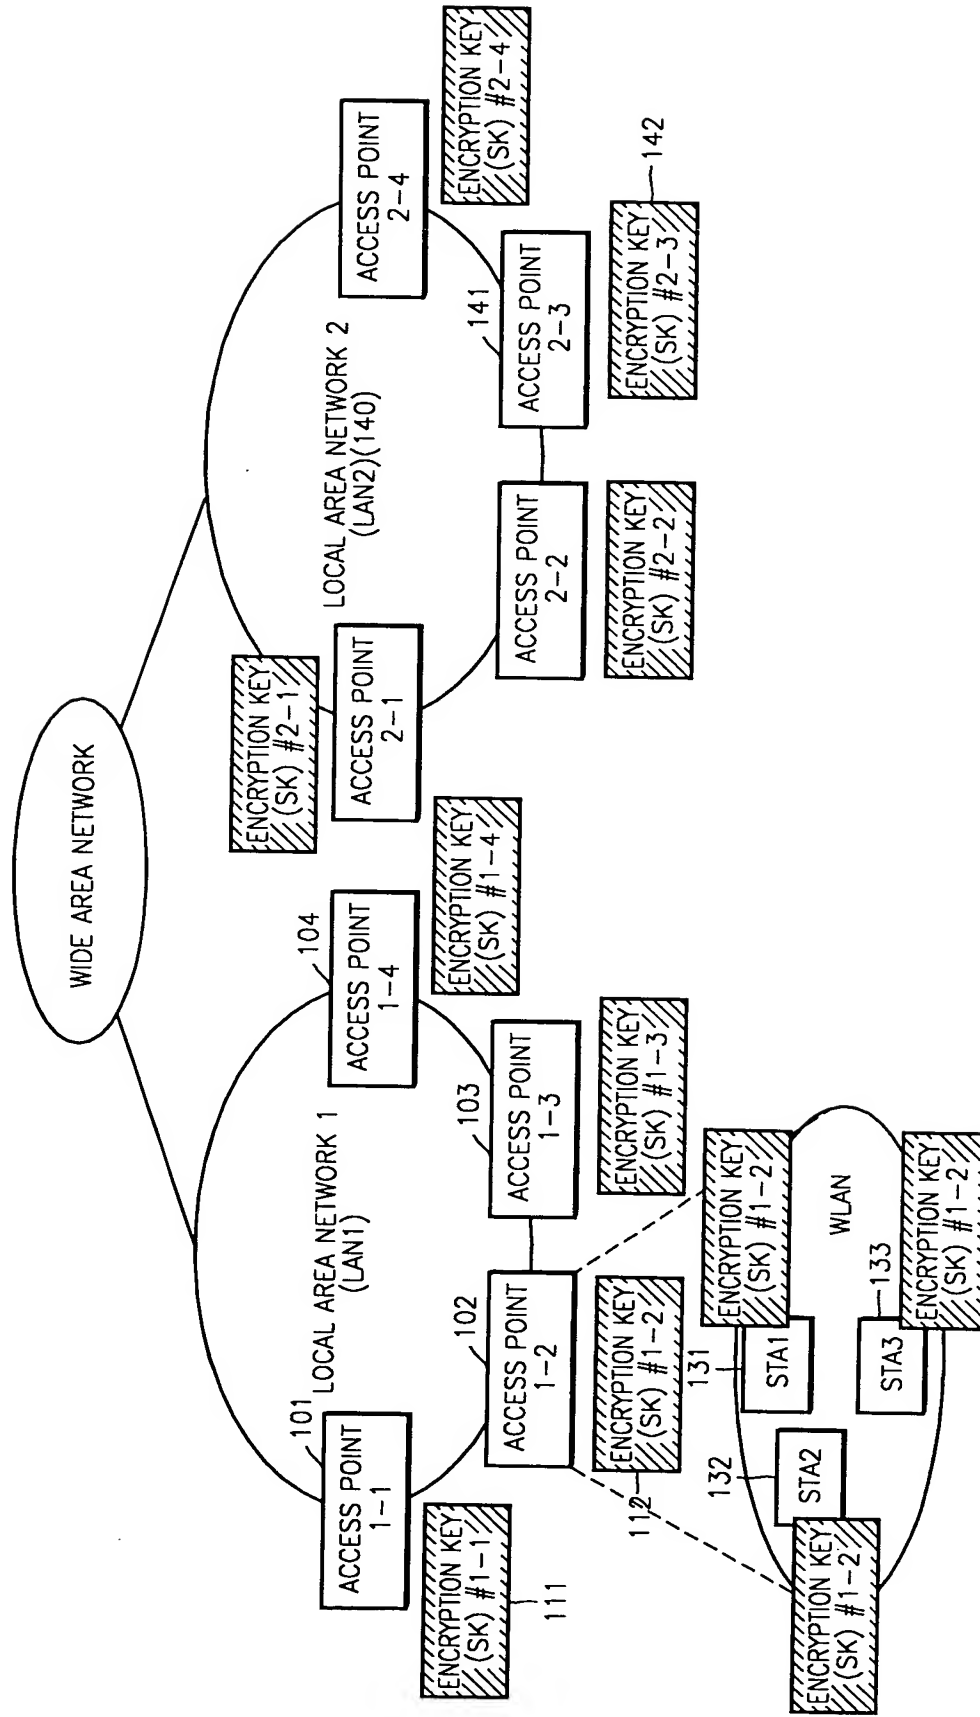 WIDE AREA NETWORK
LOCAL AREA NETWORK 1
(LAN1)
101
ACCESS POINT
1-1
ENCRYPTION KEY
(SK) #1-1
111
102
ACCESS POINT
1-2
ENCRYPTION KEY
(SK) #1-2
112
103
ACCESS POINT
1-3
ENCRYPTION KEY
(SK) #1-3
104
ACCESS POINT
1-4
ENCRYPTION KEY
(SK) #1-4
LOCAL AREA NETWORK 2
(LAN2)(140)
ENCRYPTION KEY
(SK) #2-1
ACCESS POINT
2-1
ACCESS POINT
2-2
ENCRYPTION KEY
(SK) #2-2
141
ACCESS POINT
2-3
ENCRYPTION KEY
(SK) #2-3
142
ACCESS POINT
2-4
ENCRYPTION KEY
(SK) #2-4
WLAN
131
STA1
ENCRYPTION KEY
(SK) #1-2
132
STA2
ENCRYPTION KEY
(SK) #1-2
133
STA3
ENCRYPTION KEY
(SK) #1-2